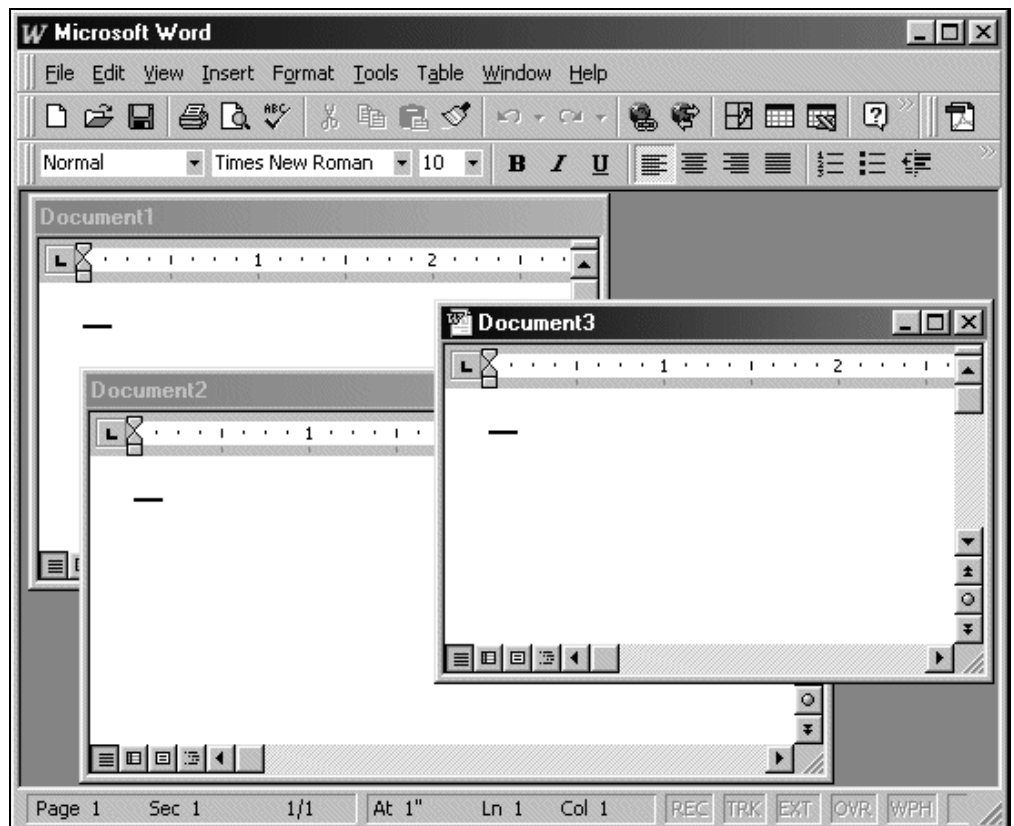 Microsoft Word
File Edit View Insert Format Tools Table Window Help
ABC
Normal Times New Roman 10 B I U
Document1
1 2
Document3
1 2
Document2
1
Page 1 Sec 1 1/1 At 1" Ln 1 Col 1 REC TRK EXT OVR WPH